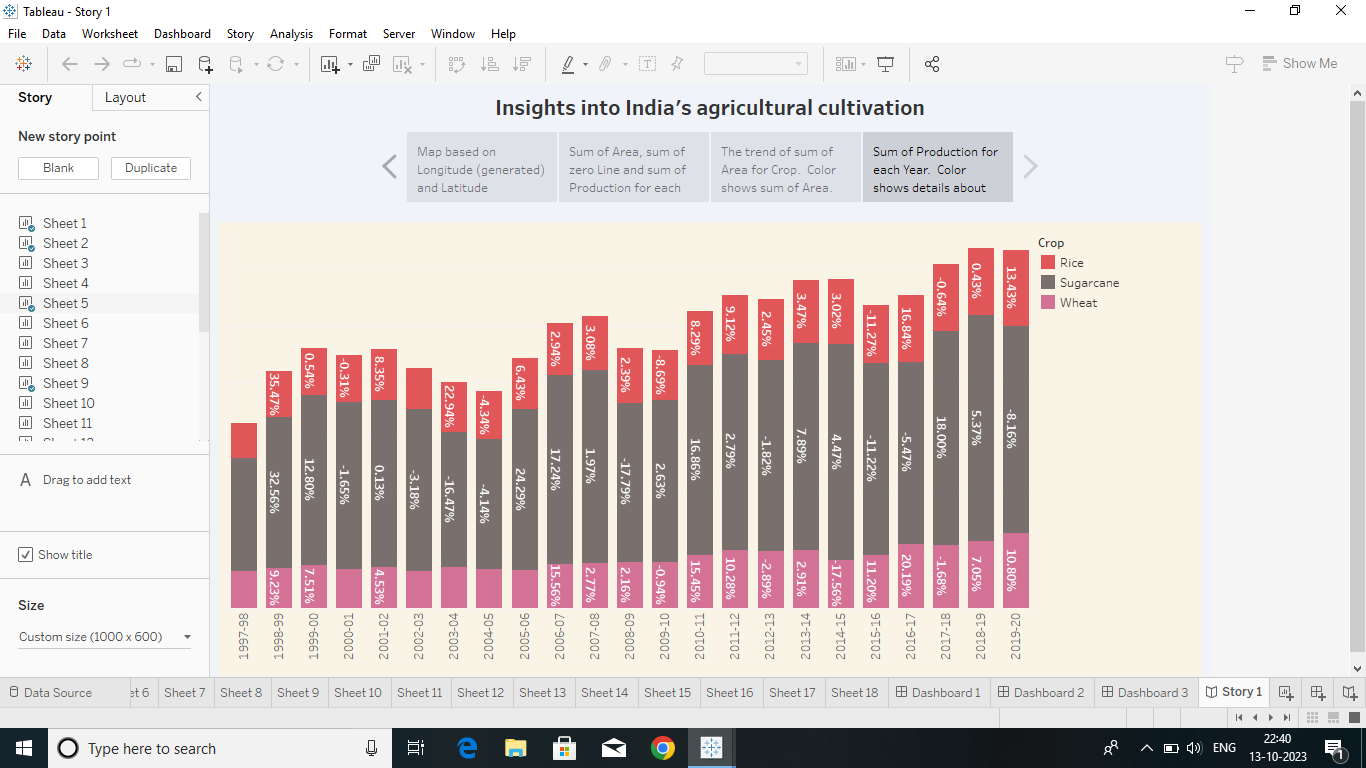 Tableau - Story 1
File Data Worksheet Dashboard Story Analysis Format Server Window Help
Show Me
Story Layout
New story point
Blank Duplicate
Sheet 1
Sheet 2
Sheet 3
Sheet 4
Sheet 5
Sheet 6
Sheet 7
Sheet 8
Sheet 9
Sheet 10
Sheet 11
A Drag to add text
Show title
Size
Custom size (1000 x 600)
Insights into India's agricultural cultivation
Map based on
Longitude (generated)
and Latitude
Sum of Area, sum of
zero Line and sum of
Production for each
The trend of sum of
Area for Crop. Color
shows sum of Area.
Sum of Production for
each Year. Color
shows details about
Crop
Rice
Sugarcane
Wheat
35.47% 0.54% -0.31% 8.35% 22.94% -4.34% 6.43% 2.94% 3.08% 2.39% -8.69% 8.29% 9.12% 2.45% 3.47% 3.02% -11.27% 16.84% -0.64% 0.43% 13.43%
32.56% 12.80% -1.65% 0.13% -3.18% -16.47% -4.14% 24.29% 17.24% 1.97% -17.79% 2.63% 16.86% 2.79% -1.82% 7.89% 4.47% -11.22% -5.47% 18.00% 5.37% -8.16%
9.23% 7.51% 4.53% 15.56% 2.77% 2.16% -0.94% 15.45% 10.28% -2.89% 2.91% -17.56% 11.20% 20.19% -1.68% 7.05% 10.80%
1997-98 1998-99 1999-00 2000-01 2001-02 2002-03 2003-04 2004-05 2005-06 2006-07 2007-08 2008-09 2009-10 2010-11 2011-12 2012-13 2013-14 2014-15 2015-16 2016-17 2017-18 2018-19 2019-20
Data Source et 6 Sheet 7 Sheet 8 Sheet 9 Sheet 10 Sheet 11 Sheet 12 Sheet 13 Sheet 14 Sheet 15 Sheet 16 Sheet 17 Sheet 18 Dashboard 1 Dashboard 2 Dashboard 3 Story 1
Type here to search
ENG
22:40
13-10-2023
1